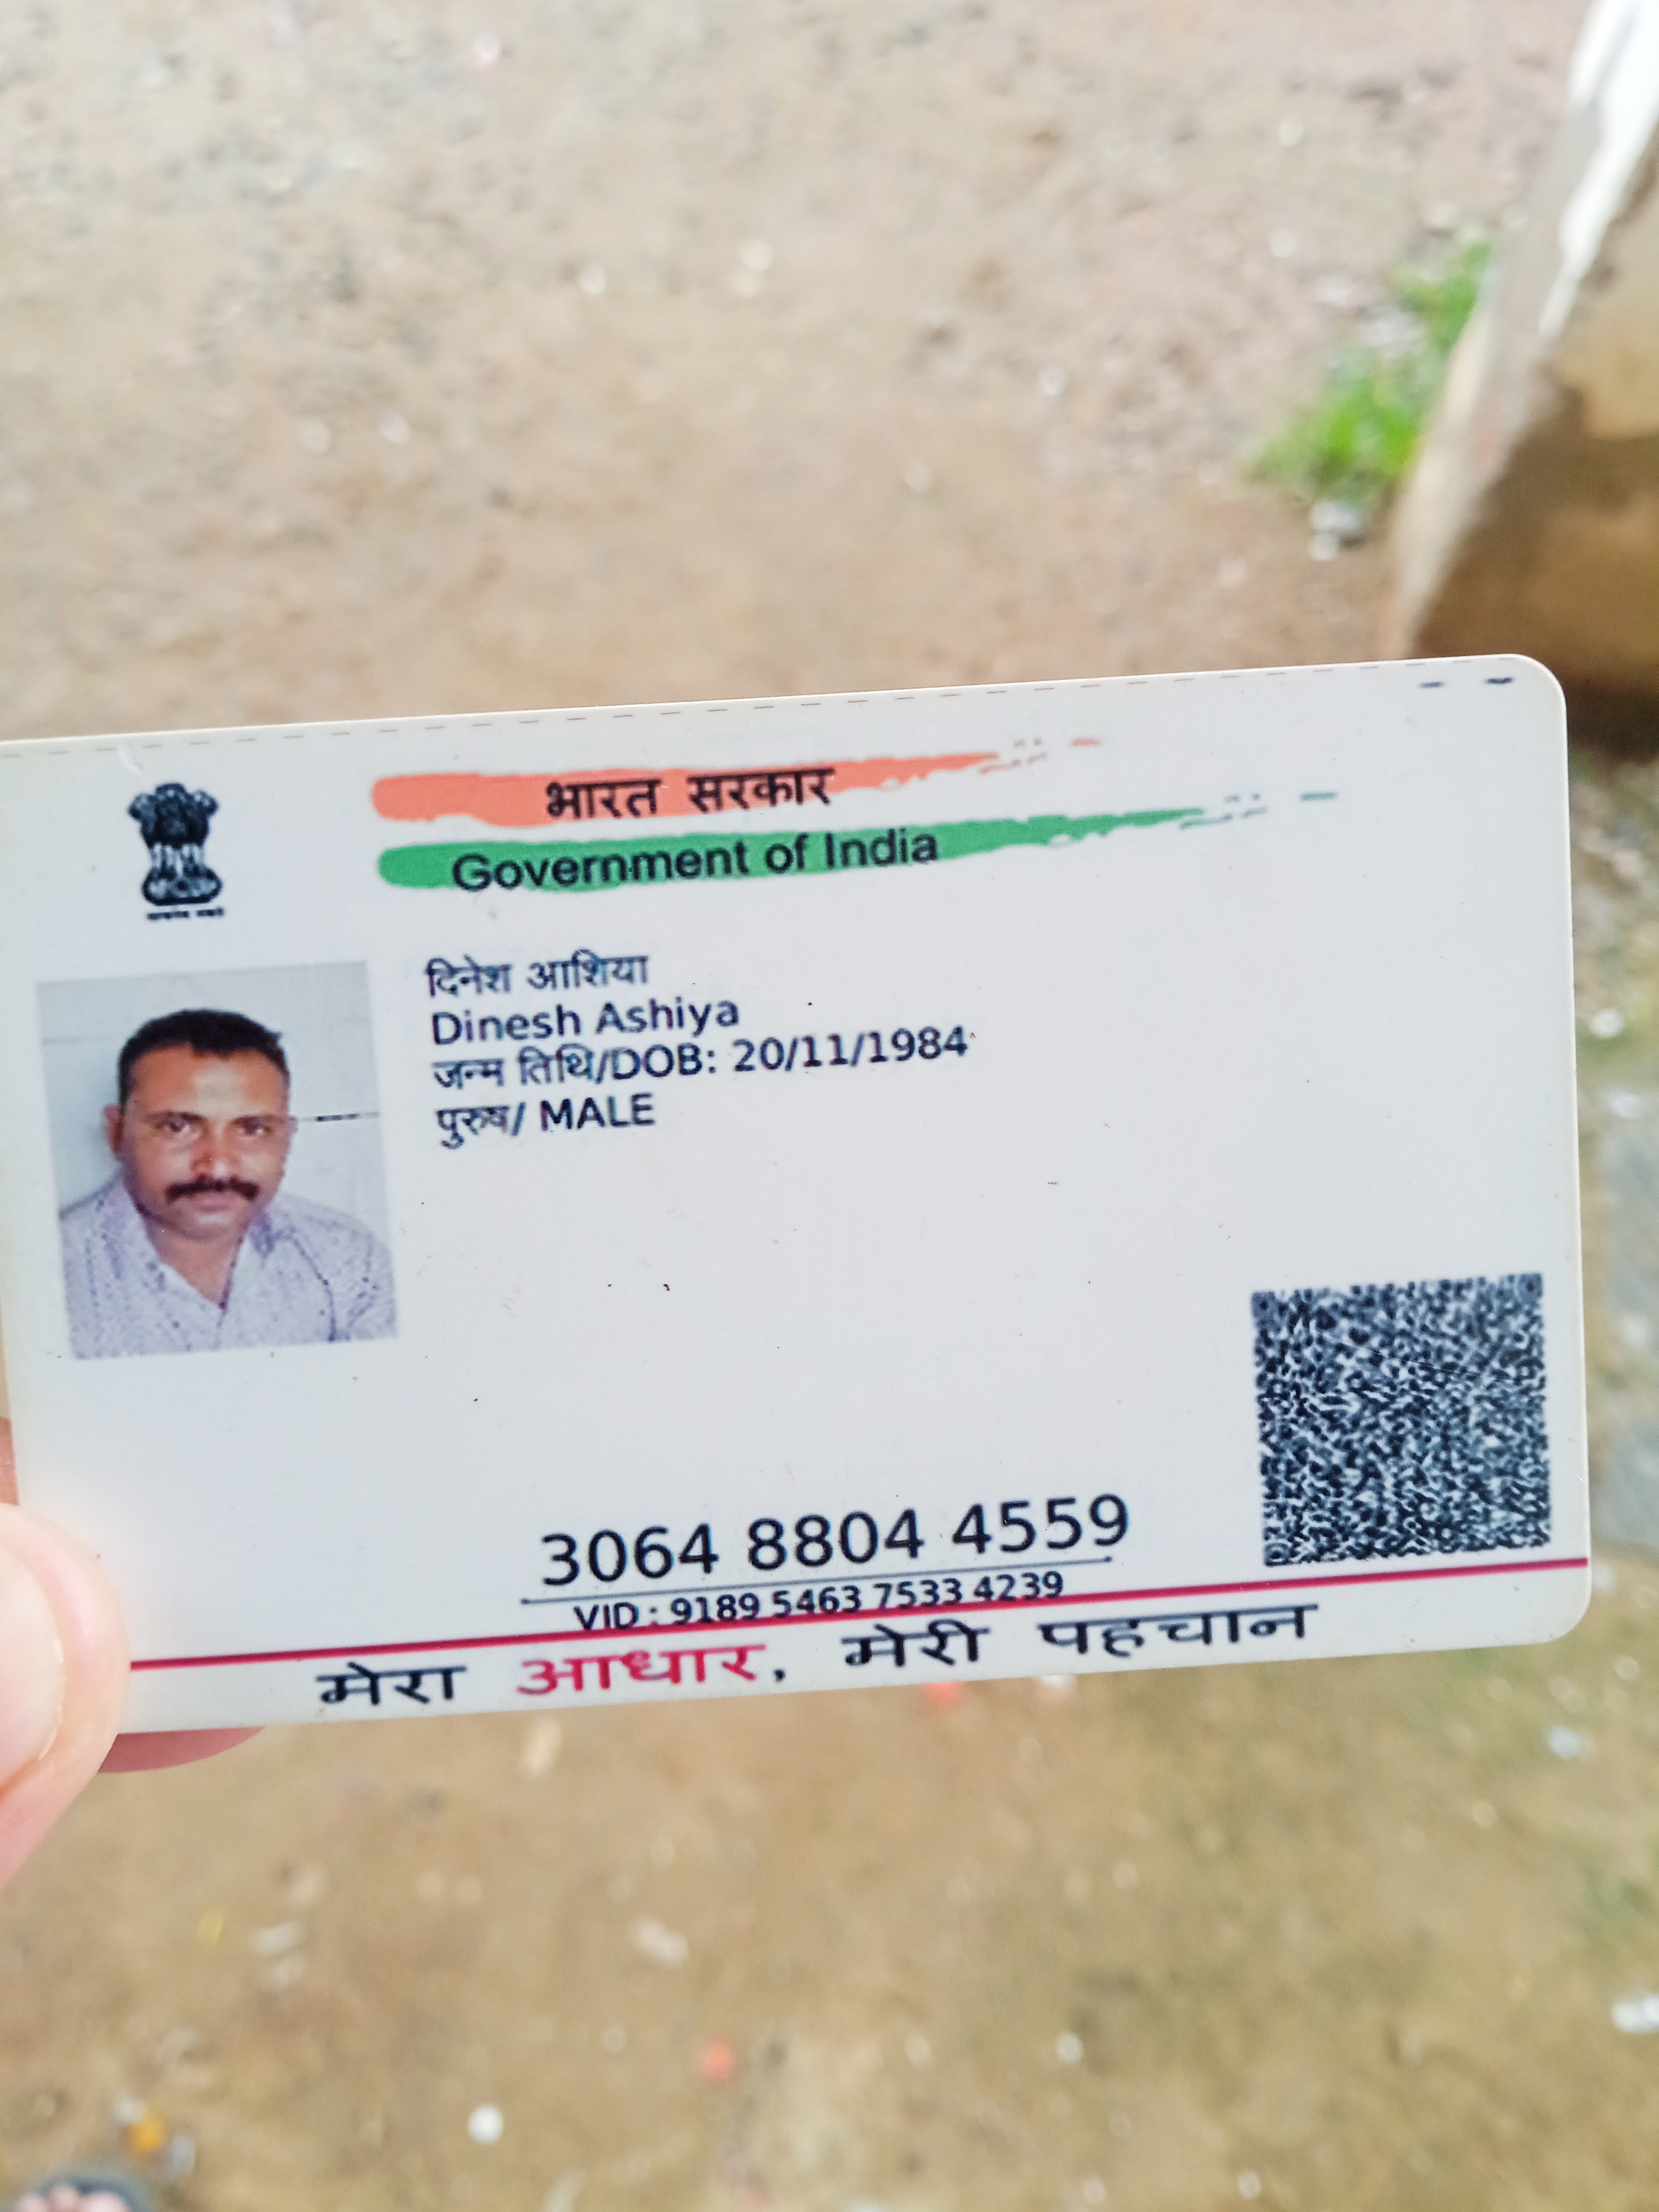 भारत सरकार
Government of India
दिनेश आशिया
Dinesh Ashiya
जन्म तिथि/DOB: 20/11/1984
पुरुष/ MALE
3064 8804 4559
VID : 9189 5463 7533 4239
मेरा आधार, मेरी पहचान